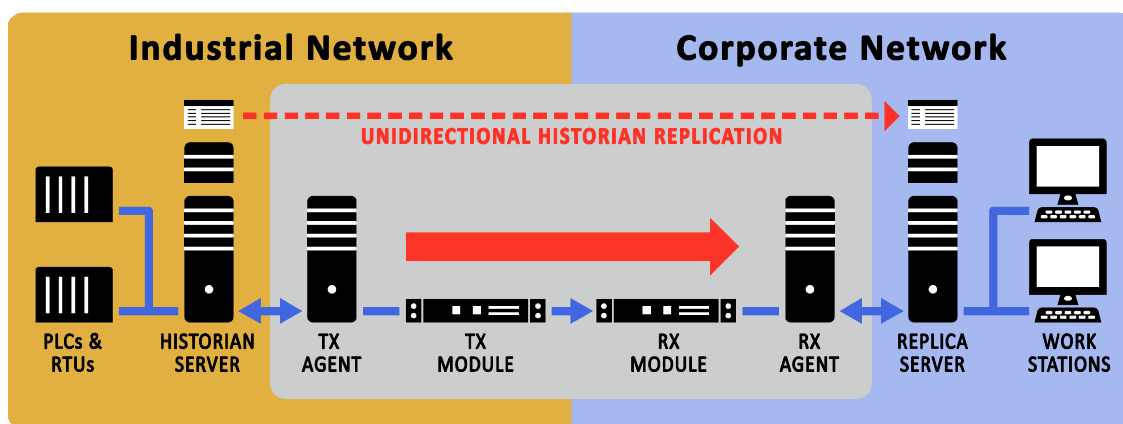 Industrial Network
Corporate Network
UNIDIRECTIONAL HISTORIAN REPLICATION
PLCs &
RTUs
HISTORIAN
SERVER
TX
AGENT
TX
MODULE
RX
MODULE
RX
AGENT
REPLICA
SERVER
WORK
STATIONS